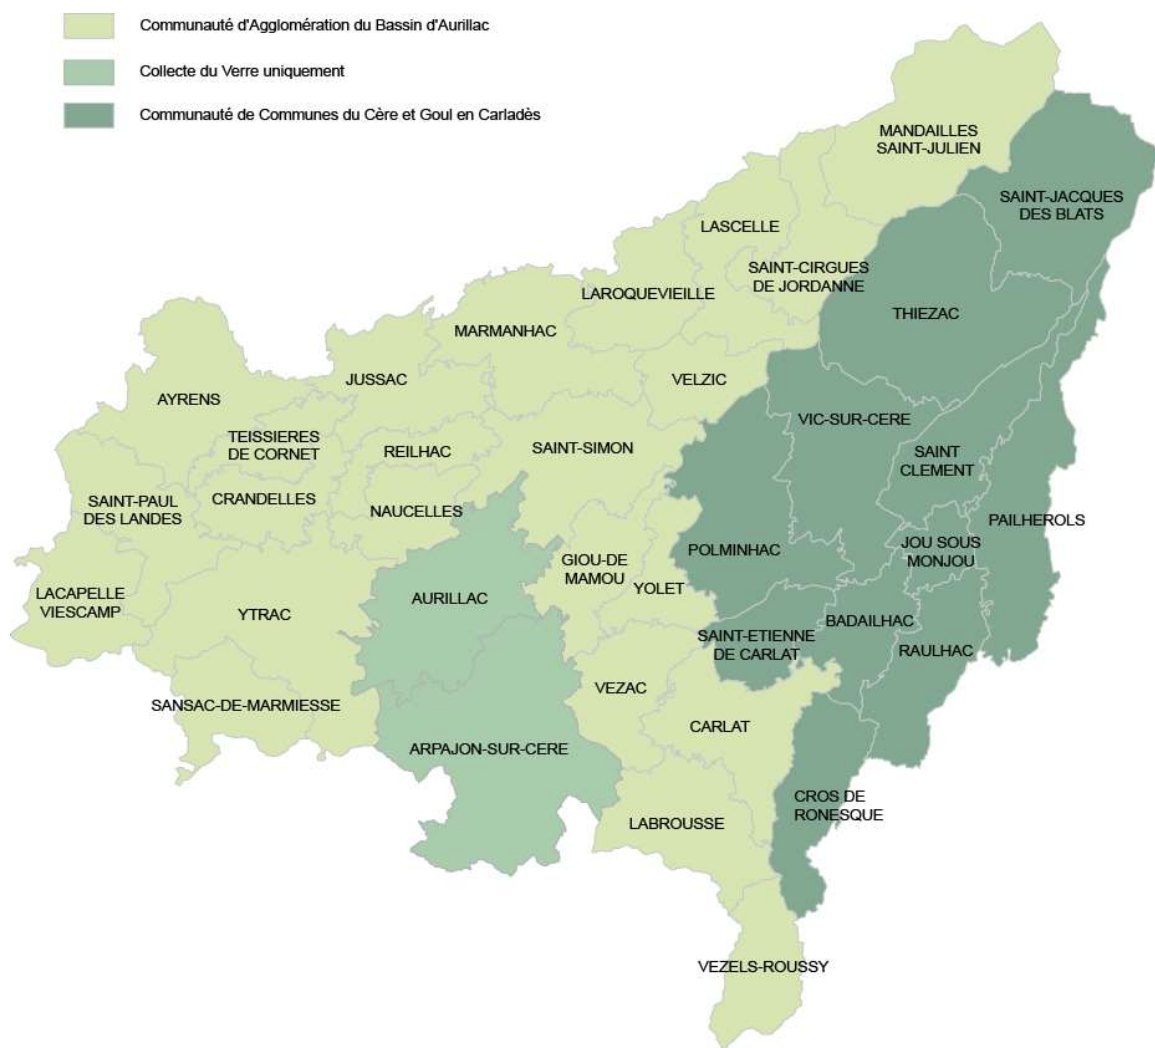 Communauté d'Agglomération du Bassin d'Aurillac
Collecte du Verre uniquement
Communauté de Communes du Cère et Goul en Carladès
MANDAILLES
SAINT-JULIEN
SAINT-JACQUES
DES BLATS
LASCELLE
SAINT-CIRGUES
DE JORDANNE
LAROQUEVIEILLE
THIEZAC
MARMANHAC
JUSSAC
VELZIC
AYRENS
VIC-SUR-CERE
TEISSIERES
DE CORNET
REILHAC
SAINT-SIMON
SAINT
CLEMENT
SAINT-PAUL
DES LANDES
CRANDELLES
NAUCELLES
PAILHEROLS
POLMINHAC
JOU SOUS
MONJOU
GIOU-DE
MAMOU
YOLET
LACAPELLE
VIESCAMP
YTRAC
AURILLAC
BADAILHAC
SAINT-ETIENNE
DE CARLAT
RAULHAC
VEZAC
SANSAC-DE-MARMIESSE
CARLAT
ARPAJON-SUR-CERE
CROS DE
RONESQUE
LABROUSSE
VEZELS-ROUSSY